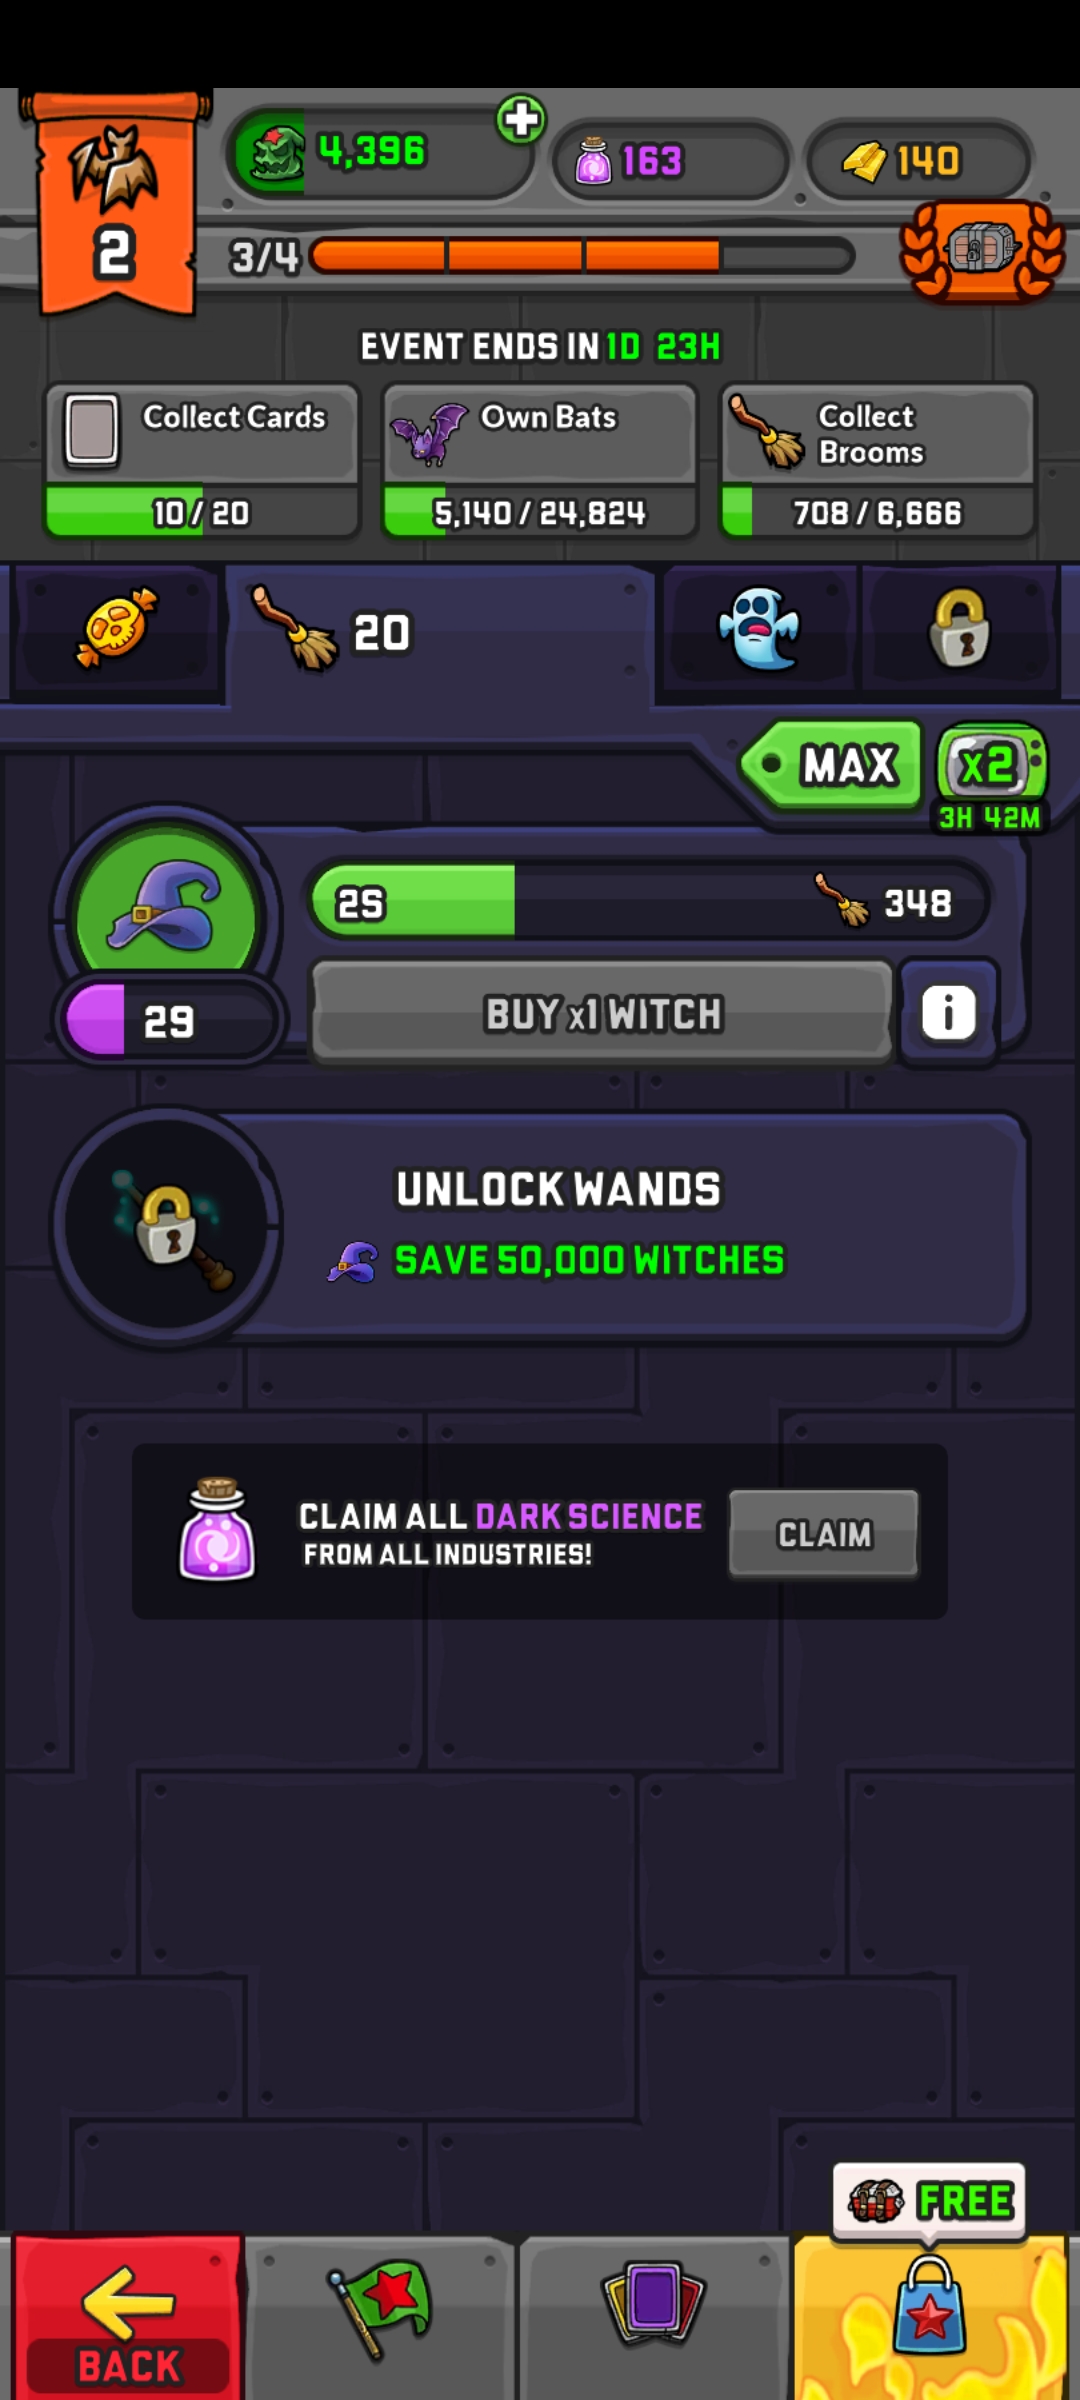 4,396
163
140
2
3/4
EVENT ENDS IN 1D 23H
Collect Cards
10 / 20
Own Bats
5,140 / 24,824
Collect
Brooms
708 / 6,666
20
MAX
x2
3H 42M
2S
348
29
BUY x1 WITCH
i
UNLOCK WANDS
SAVE 50,000 WITCHES
CLAIM ALL DARK SCIENCE
FROM ALL INDUSTRIES!
CLAIM
FREE
BACK